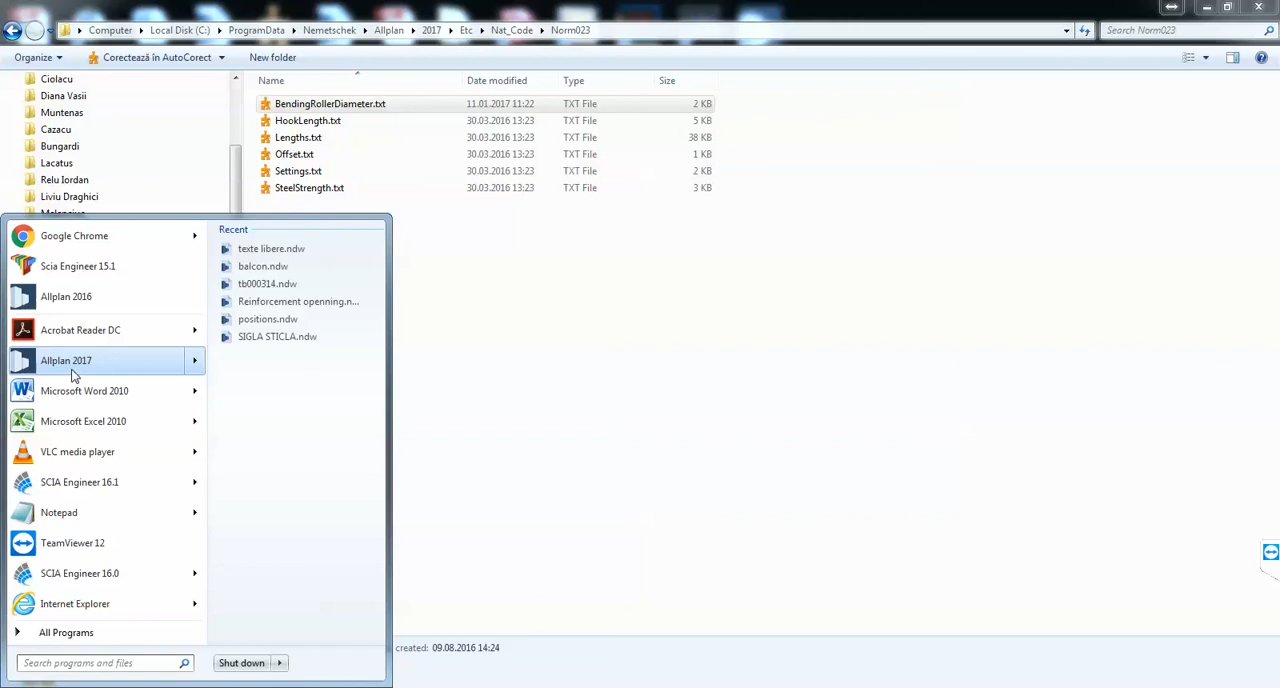 Computer
Local Disk (C:)
ProgramData
Nemetschek
Allplan
2017
Etc
Nat_Code
Norm023
Search Norm023
Organize
Corectează în AutoCorect
New folder
Ciolacu
Diana Vasii
Muntenas
Cazacu
Bungardi
Lacatus
Relu Iordan
Liviu Draghici
Name
Date modified
Type
Size
BendingRollerDiameter.txt 11.01.2017 11:22 TXT File 2 KB
HookLength.txt 30.03.2016 13:23 TXT File 5 KB
Lengths.txt 30.03.2016 13:23 TXT File 38 KB
Offset.txt 30.03.2016 13:23 TXT File 1 KB
Settings.txt 30.03.2016 13:23 TXT File 2 KB
SteelStrength.txt 30.03.2016 13:23 TXT File 3 KB
Google Chrome
Scia Engineer 15.1
Allplan 2016
Acrobat Reader DC
Allplan 2017
Microsoft Word 2010
Microsoft Excel 2010
VLC media player
SCIA Engineer 16.1
Notepad
TeamViewer 12
SCIA Engineer 16.0
Internet Explorer
All Programs
Search programs and files
Shut down
Recent
texte libere.ndw
balcon.ndw
tb000314.ndw
Reinforcement openning.n...
positions.ndw
SIGLA STICLA.ndw
created: 09.08.2016 14:24